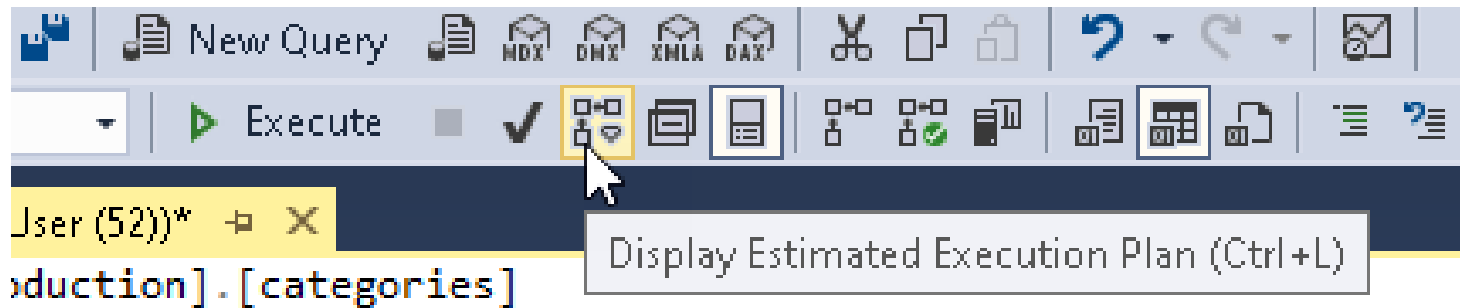 New Query MDX DMX XMLA DAX
Execute
User (52))*
Display Estimated Execution Plan (Ctrl+L)
oduction].[categories]